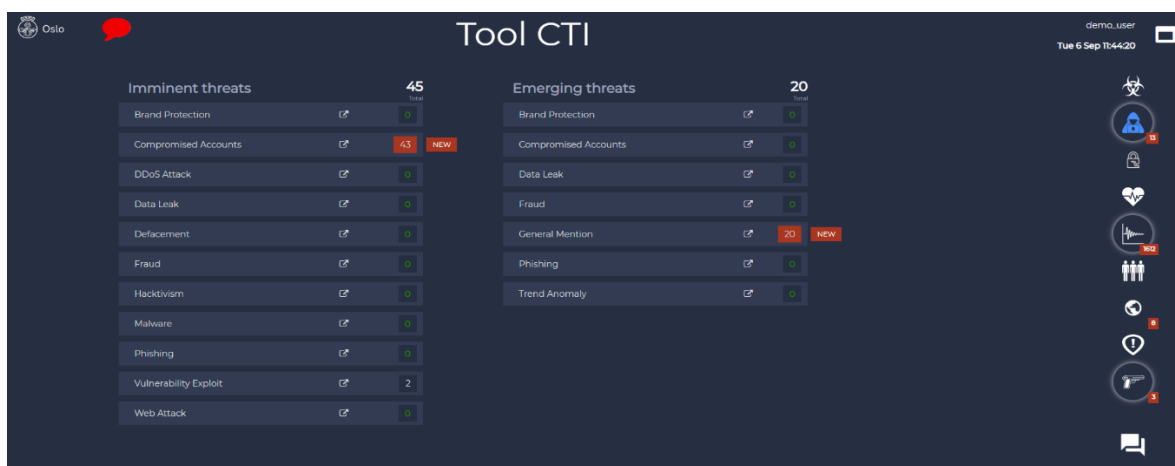 Oslo
Tool CTI
demo_user
Tue 6 Sep 11:44:20
Imminent threats 45
Total
Brand Protection 0
Compromised Accounts 43 NEW
DDoS Attack 0
Data Leak 0
Defacement 0
Fraud 0
Hacktivism 0
Malware 0
Phishing 0
Vulnerability Exploit 2
Web Attack 0
Emerging threats 20
Total
Brand Protection 0
Compromised Accounts 0
Data Leak 0
Fraud 0
General Mention 20 NEW
Phishing 0
Trend Anomaly 0
13
1612
8
3